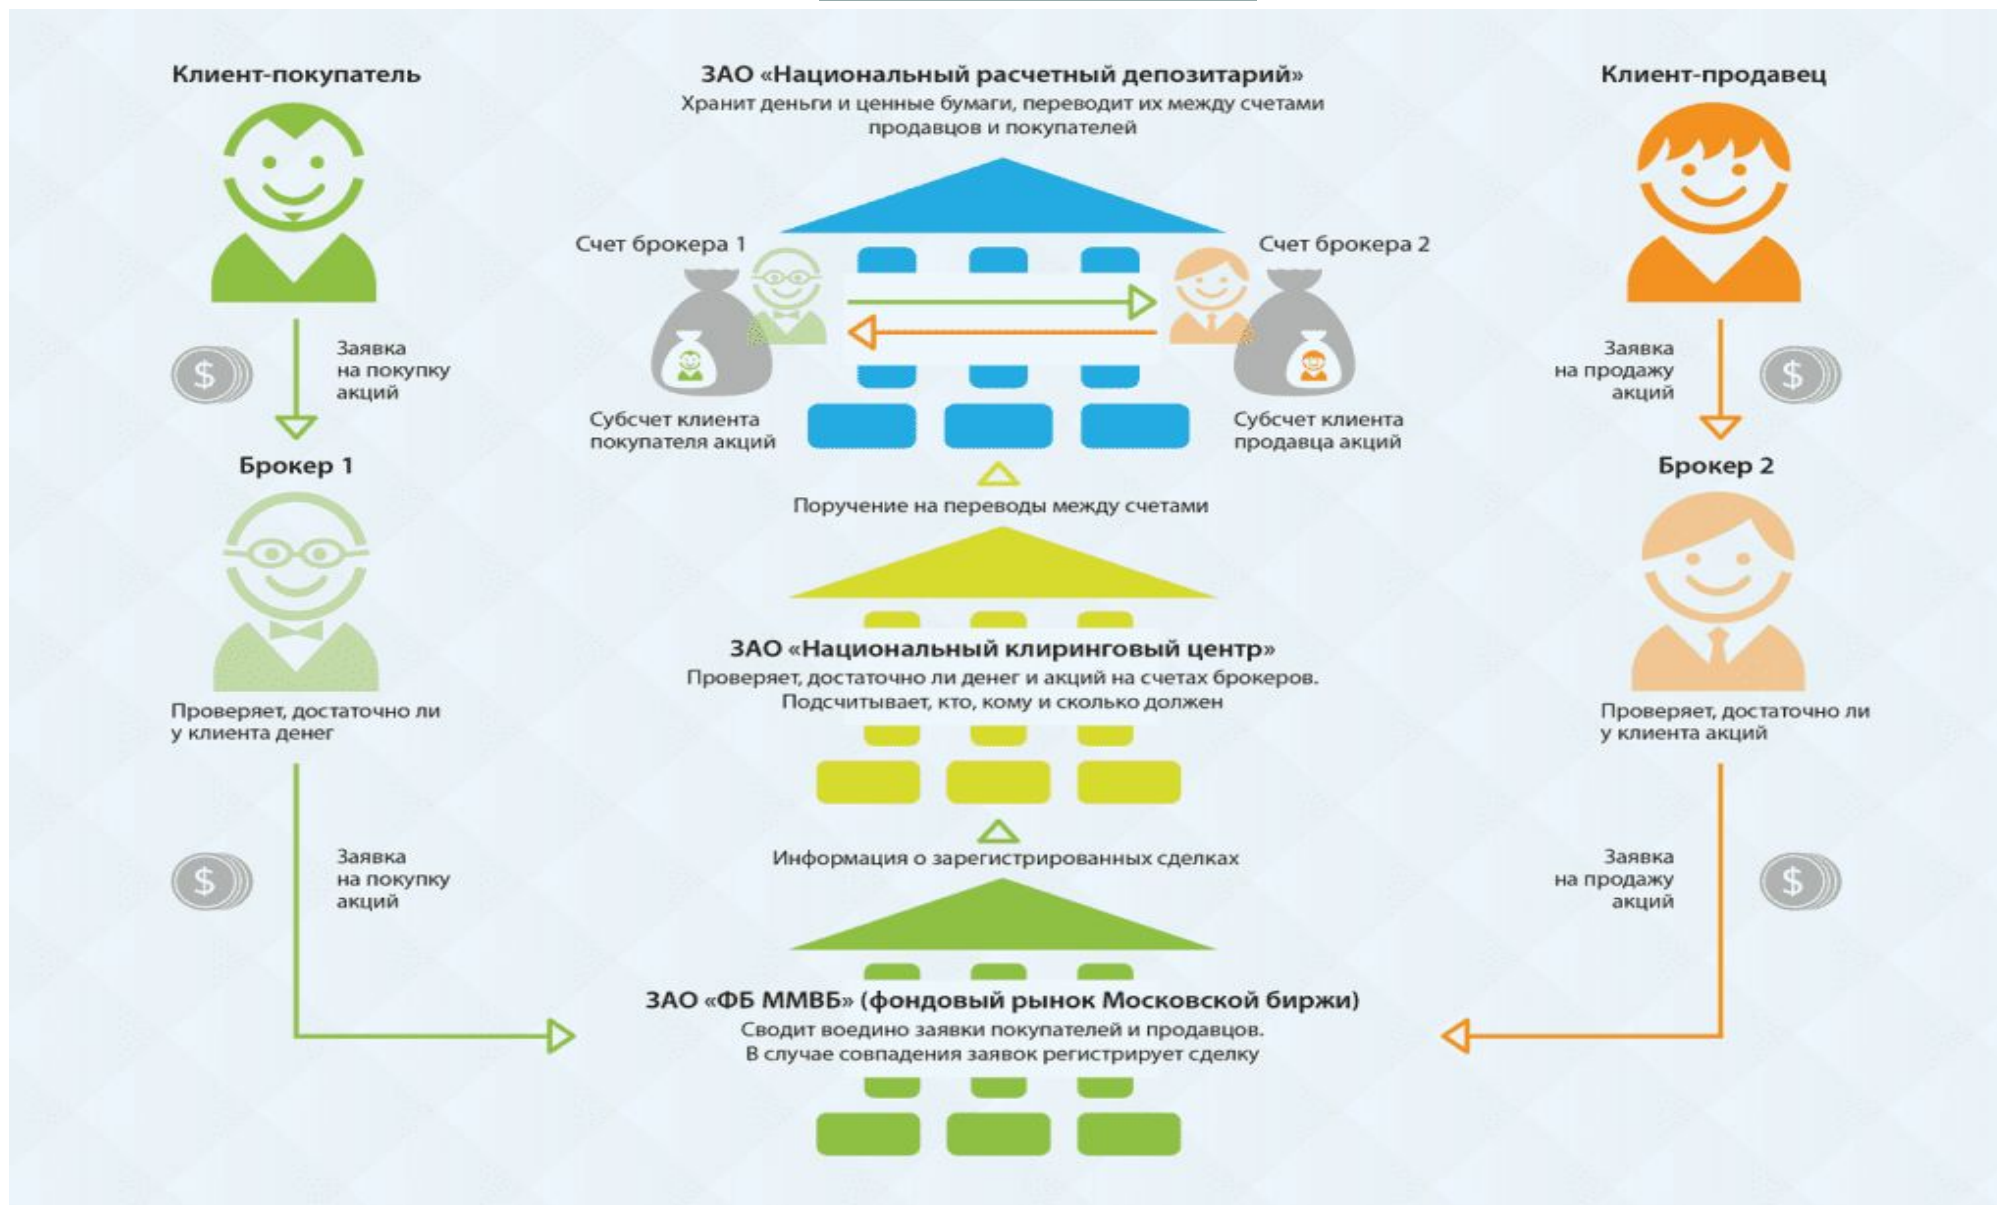 Клиент-покупатель
Заявка
на покупку
акций
Брокер 1
Проверяет, достаточно ли
у клиента денег
Заявка
на покупку
акций
ЗАО «Национальный расчетный депозитарий»
Хранит деньги и ценные бумаги, переводит их между счетами
продавцов и покупателей
Счет брокера 1
Счет брокера 2
Субсчет клиента
покупателя акций
Субсчет клиента
продавца акций
Поручение на переводы между счетами
ЗАО «Национальный клиринговый центр»
Проверяет, достаточно ли денег и акций на счетах брокеров.
Подсчитывает, кто, кому и сколько должен
Информация о зарегистрированных сделках
ЗАО «ФБ ММВБ» (фондовый рынок Московской биржи)
Сводит воедино заявки покупателей и продавцов.
В случае совпадения заявок регистрирует сделку
Клиент-продавец
Заявка
на продажу
акций
Брокер 2
Проверяет, достаточно ли
у клиента акций
Заявка
на продажу
акций
$
$
$
$